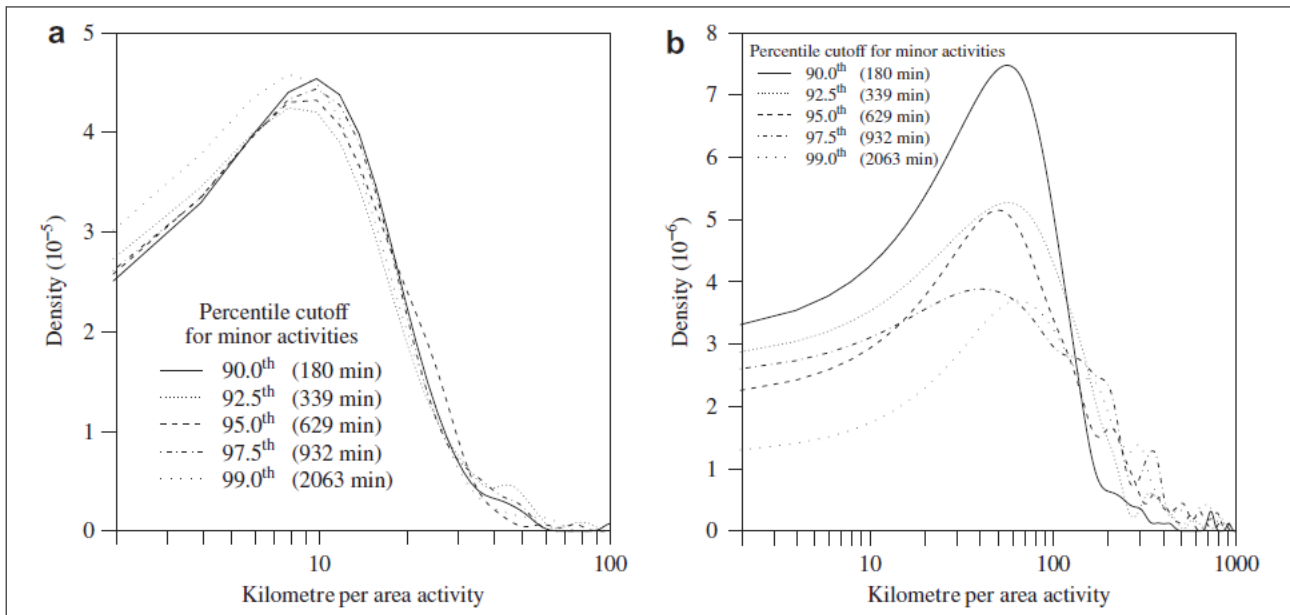 a
5
4
3
2
1
0
Density (10⁻⁵)
Percentile cutoff
for minor activities
90.0ᵗʰ (180 min)
92.5ᵗʰ (339 min)
95.0ᵗʰ (629 min)
97.5ᵗʰ (932 min)
99.0ᵗʰ (2063 min)
10
100
Kilometre per area activity
b
8
7
6
5
4
3
2
1
0
Density (10⁻⁶)
Percentile cutoff for minor activities
90.0ᵗʰ (180 min)
92.5ᵗʰ (339 min)
95.0ᵗʰ (629 min)
97.5ᵗʰ (932 min)
99.0ᵗʰ (2063 min)
10
100
1000
Kilometre per area activity